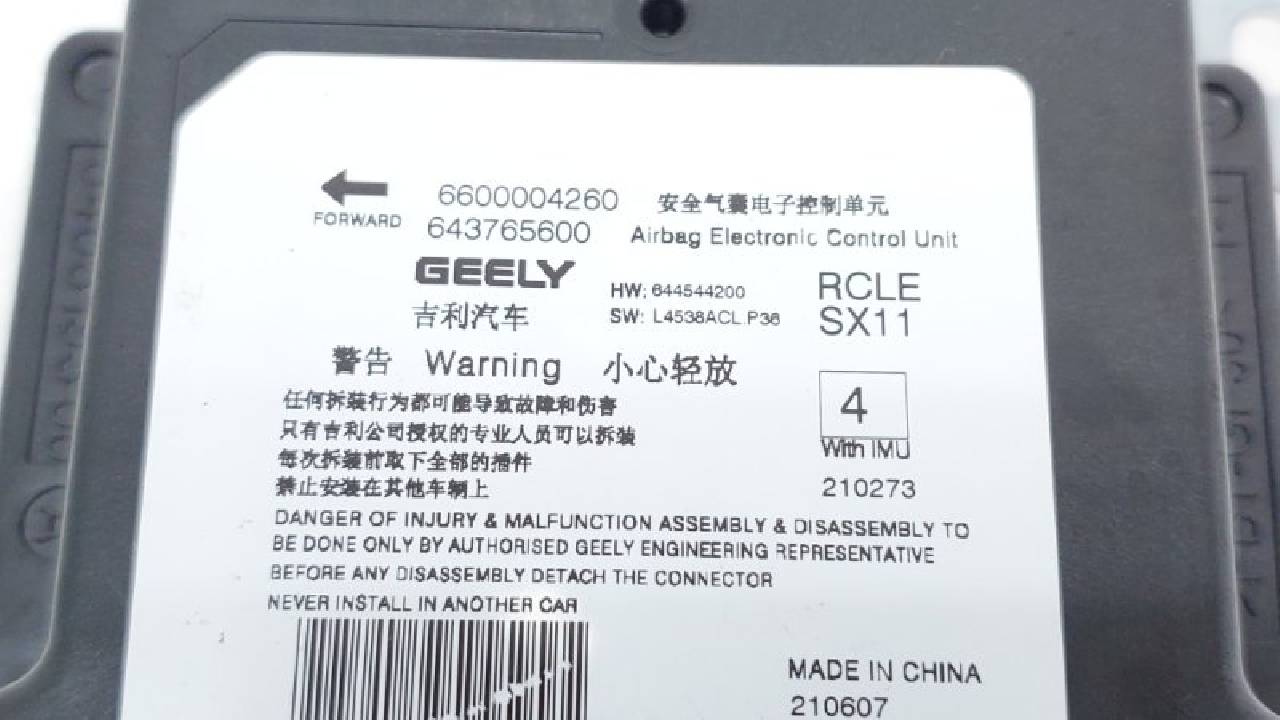 6600004260 安全气囊电子控制单元
FORWARD 643765600 Airbag Electronic Control Unit
GEELY HW: 644544200 RCLE
吉利汽车 SW: L4538ACL.P36 SX11
警告 Warning 小心轻放
任何拆装行为都可能导致故障和伤害
4
只有吉利公司授权的专业人员可以拆装
With IMU
每次拆装前取下全部的插件
禁止安装在其他车辆上 210273
DANGER OF INJURY & MALFUNCTION ASSEMBLY & DISASSEMBLY TO
BE DONE ONLY BY AUTHORISED GEELY ENGINEERING REPRESENTATIVE
BEFORE ANY DISASSEMBLY DETACH THE CONNECTOR
NEVER INSTALL IN ANOTHER CAR
MADE IN CHINA
210607